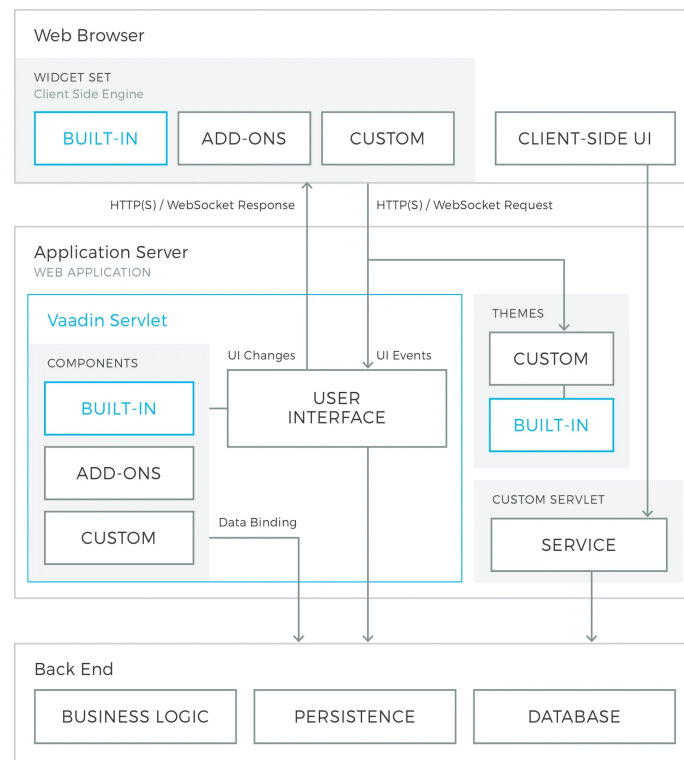 Web Browser
WIDGET SET
Client Side Engine
BUILT-IN
ADD-ONS
CUSTOM
CLIENT-SIDE UI
HTTP(S) / WebSocket Response
HTTP(S) / WebSocket Request
Application Server
WEB APPLICATION
Vaadin Servlet
COMPONENTS
BUILT-IN
ADD-ONS
CUSTOM
UI Changes
UI Events
USER
INTERFACE
Data Binding
THEMES
CUSTOM
BUILT-IN
CUSTOM SERVLET
SERVICE
Back End
BUSINESS LOGIC
PERSISTENCE
DATABASE